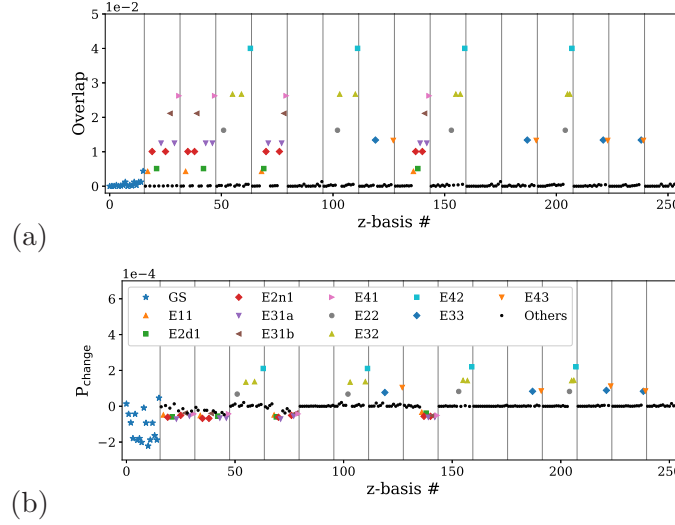 1e−2
5
4
3
2
1
0
Overlap
0 50 100 150 200 250
z-basis #
(a)
1e−4
6
4
2
0
−2
P_change
GS E2n1 E41 E42 E43
E11 E31a E22 E33 Others
E2d1 E31b E32
0 50 100 150 200 250
z-basis #
(b)